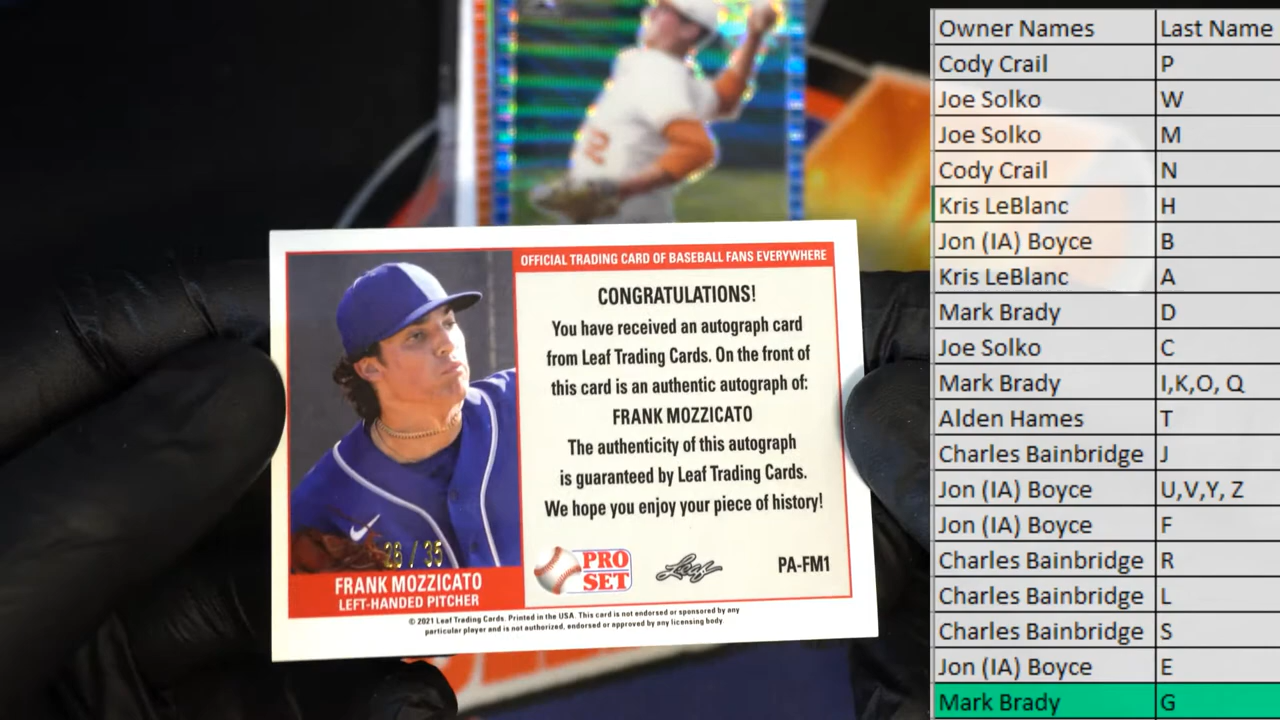 OFFICIAL TRADING CARD OF BASEBALL FANS EVERYWHERE
CONGRATULATIONS!
You have received an autograph card
from Leaf Trading Cards. On the front of
this card is an authentic autograph of:
FRANK MOZZICATO
The authenticity of this autograph
is guaranteed by Leaf Trading Cards.
We hope you enjoy your piece of history!
PRO
SET
Leaf
PA-FM1
/ 35
FRANK MOZZICATO
LEFT-HANDED PITCHER
© 2021 Leaf Trading Cards. Printed in the USA. This card is not endorsed or sponsored by any
particular player and is not authorized, endorsed or approved by any licensing body
2
Owner Names Last Name
Cody Crail P
Joe Solko W
Joe Solko M
Cody Crail N
Kris LeBlanc H
Jon (IA) Boyce B
Kris LeBlanc A
Mark Brady D
Joe Solko C
Mark Brady I,K,O, Q
Alden Hames T
Charles Bainbridge J
Jon (IA) Boyce U,V,Y, Z
Jon (IA) Boyce F
Charles Bainbridge R
Charles Bainbridge L
Charles Bainbridge S
Jon (IA) Boyce E
Mark Brady G